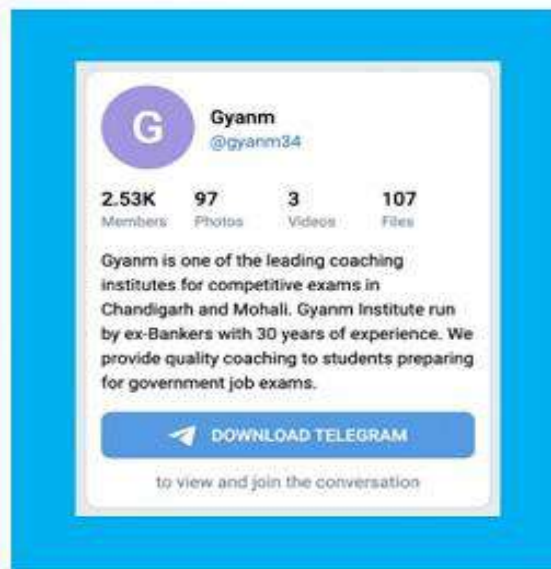 G
Gyanm
@gyanm34
2.53K 97 3 107
Members Photos Videos Files
Gyanm is one of the leading coaching
institutes for competitive exams in
Chandigarh and Mohali. Gyanm Institute run
by ex-Bankers with 30 years of experience. We
provide quality coaching to students preparing
for government job exams.
DOWNLOAD TELEGRAM
to view and join the conversation